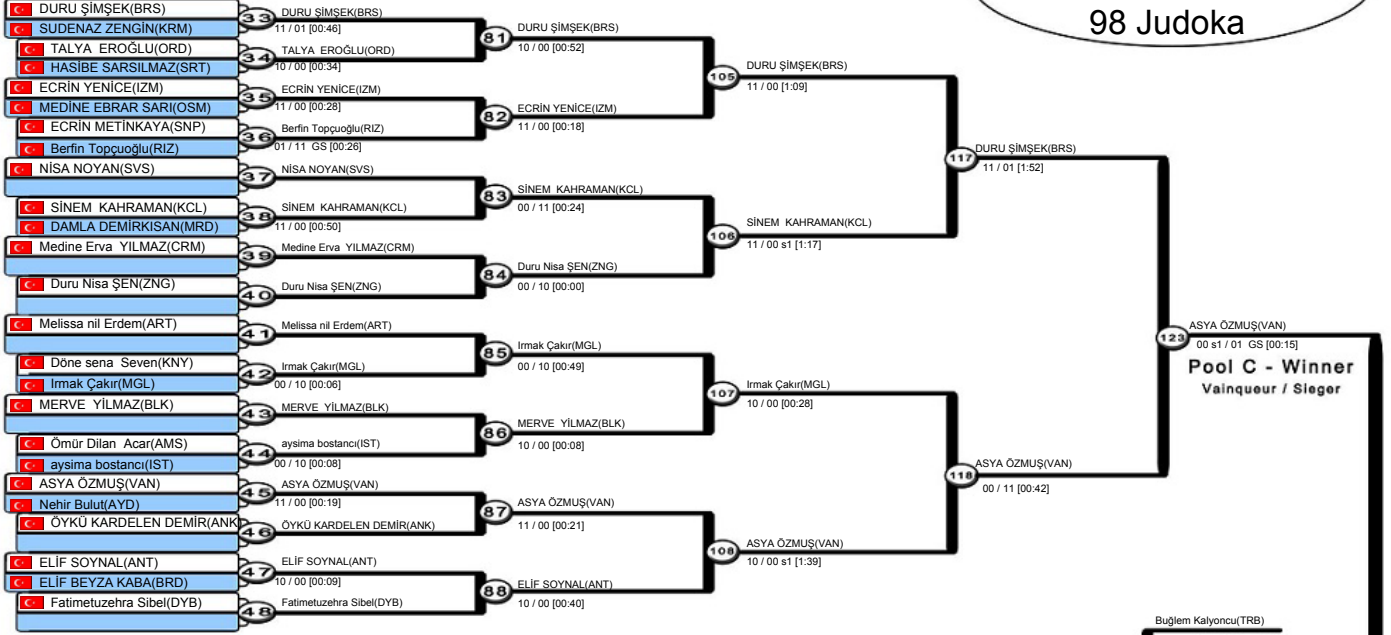 98 Judoka
DURU ŞİMŞEK(BRS)
SUDENAZ ZENGİN(KRM)
TALYA EROĞLU(ORD)
HASİBE SARSILMAZ(SRT)
ECRİN YENİCE(IZM)
MEDİNE EBRAR SARI(OSM)
ECRİN METİNKAYA(SNP)
Berfin Topçuoğlu(RIZ)
NİSA NOYAN(SVS)
SİNEM KAHRAMAN(KCL)
DAMLA DEMİRKISAN(MRD)
Medine Erva YILMAZ(CRM)
Duru Nisa ŞEN(ZNG)
Melissa nil Erdem(ART)
Döne sena Seven(KNY)
Irmak Çakır(MGL)
MERVE YİLMAZ(BLK)
Ömür Dilan Acar(AMS)
aysima bostancı(IST)
ASYA ÖZMUŞ(VAN)
Nehir Bulut(AYD)
ÖYKÜ KARDELEN DEMİR(ANK
ELİF SOYNAL(ANT)
ELİF BEYZA KABA(BRD)
Fatimetuzehra Sibel(DYB)
33
DURU ŞİMŞEK(BRS)
11 / 01 [00:46]
34
TALYA EROĞLU(ORD)
10 / 00 [00:34]
35
ECRİN YENİCE(IZM)
11 / 00 [00:28]
36
Berfin Topçuoğlu(RIZ)
01 / 11 GS [00:26]
37
NİSA NOYAN(SVS)
38
SİNEM KAHRAMAN(KCL)
11 / 00 [00:50]
39
Medine Erva YILMAZ(CRM)
40
Duru Nisa ŞEN(ZNG)
41
Melissa nil Erdem(ART)
42
Irmak Çakır(MGL)
00 / 10 [00:06]
43
MERVE YİLMAZ(BLK)
44
aysima bostancı(IST)
00 / 10 [00:08]
45
ASYA ÖZMUŞ(VAN)
11 / 00 [00:19]
46
ÖYKÜ KARDELEN DEMİR(ANK)
47
ELİF SOYNAL(ANT)
10 / 00 [00:09]
48
Fatimetuzehra Sibel(DYB)
81
DURU ŞİMŞEK(BRS)
10 / 00 [00:52]
82
ECRİN YENİCE(IZM)
11 / 00 [00:18]
83
SİNEM KAHRAMAN(KCL)
00 / 11 [00:24]
84
Duru Nisa ŞEN(ZNG)
00 / 10 [00:00]
85
Irmak Çakır(MGL)
00 / 10 [00:49]
86
MERVE YİLMAZ(BLK)
10 / 00 [00:08]
87
ASYA ÖZMUŞ(VAN)
11 / 00 [00:21]
88
ELİF SOYNAL(ANT)
10 / 00 [00:40]
105
DURU ŞİMŞEK(BRS)
11 / 00 [1:09]
106
SİNEM KAHRAMAN(KCL)
11 / 00 s1 [1:17]
107
Irmak Çakır(MGL)
10 / 00 [00:28]
108
ASYA ÖZMUŞ(VAN)
10 / 00 s1 [1:39]
117
DURU ŞİMŞEK(BRS)
11 / 01 [1:52]
118
ASYA ÖZMUŞ(VAN)
00 / 11 [00:42]
123
ASYA ÖZMUŞ(VAN)
00 s1 / 01 GS [00:15]
Pool C - Winner
Vainqueur / Sieger
Buğlem Kalyoncu(TRB)